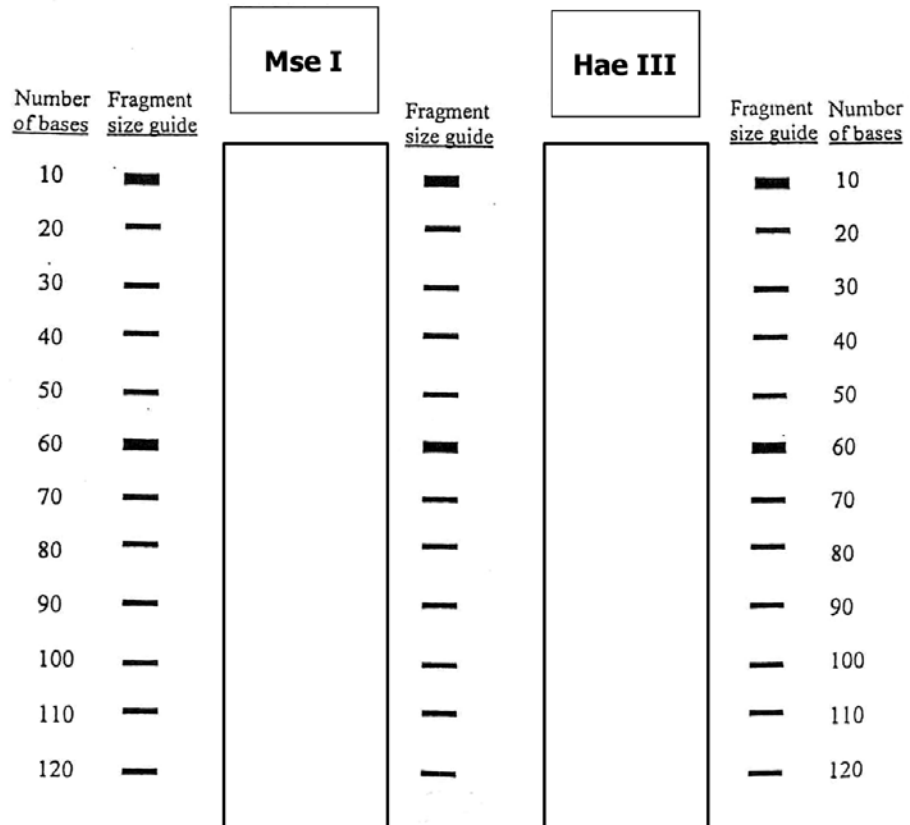 Mse I
Hae III
Number
of bases
Fragment
size guide
Fragment
size guide
Fragment
size guide
Number
of bases
10
10
20
20
30
30
40
40
50
50
60
60
70
70
80
80
90
90
100
100
110
110
120
120